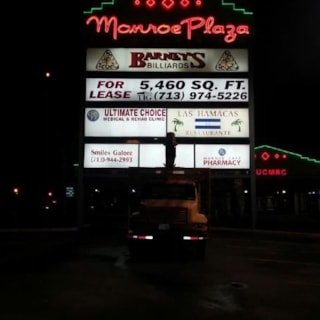 Monroe Plaza
BARNEY'S
BILLIARDS
FOR LEASE
5,460 SQ. FT.
(713) 974-5226
ULTIMATE CHOICE
MEDICAL & REHAB CLINIC
LAS HAMACAS
RESTAURANTE
Smiles Galore
(713) 944-2993
PHARMACY